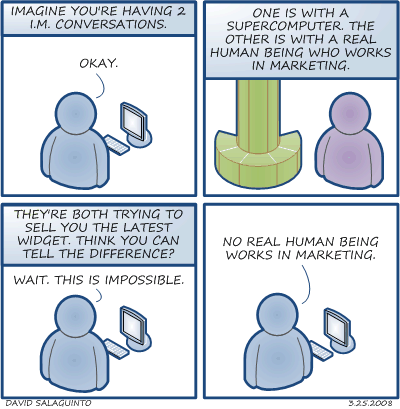 IMAGINE YOU'RE HAVING 2
I.M. CONVERSATIONS.
OKAY.
ONE IS WITH A
SUPERCOMPUTER. THE
OTHER IS WITH A REAL
HUMAN BEING WHO WORKS
IN MARKETING.
THEY'RE BOTH TRYING TO
SELL YOU THE LATEST
WIDGET. THINK YOU CAN
TELL THE DIFFERENCE?
WAIT. THIS IS IMPOSSIBLE.
NO REAL HUMAN BEING
WORKS IN MARKETING.
DAVID SALAGUINTO
3.25.2008